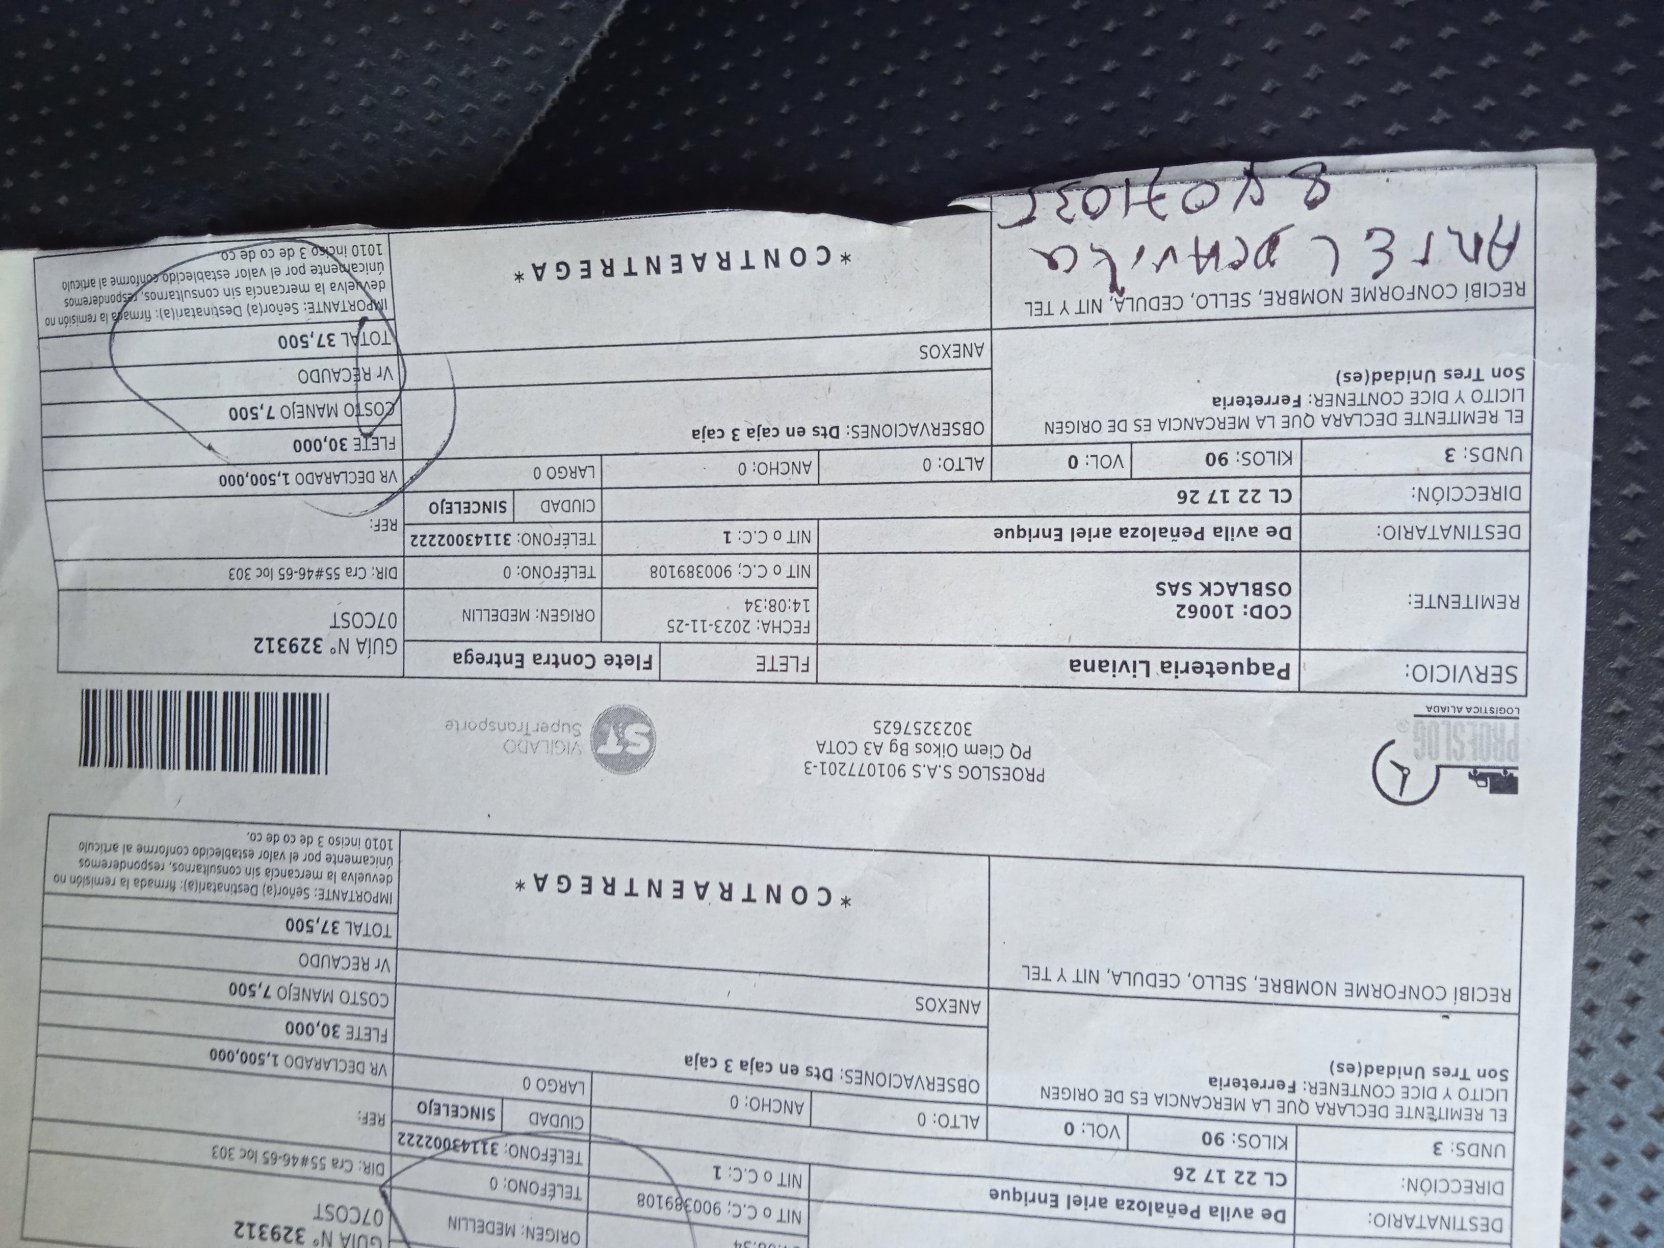 PROESLOG
LOGISTICA ALIADA
PROESLOG S.A.S 901077201-3
PQ Ciem Oikos Bg A3 COTA
3023257625
ST VIGILADO
SuperTransporte
SERVICIO: Paqueteria Liviana FLETE Flete Contra Entrega GUÍA N° 329312
07COST
REMITENTE: COD: 10062
OSBLACK SAS
FECHA: 2023-11-25
14:08:34
ORIGEN: MEDELLIN
NIT o C.C; 900389108 TELÉFONO: 0 DIR: Cra 55#46-65 loc 303
DESTINATARIO: De avila Peñaloza ariel Enrique NIT o C.C: 1 TELÉFONO: 31143002222 REF:
DIRECCIÓN: CL 22 17 26 CIUDAD SINCELEJO
UNDS: 3 KILOS: 90 VOL: 0 ALTO: 0 ANCHO: 0 LARGO 0 VR DECLARADO 1,500,000
EL REMITENTE DECLARA QUE LA MERCANCIA ES DE ORIGEN
LICITO Y DICE CONTENER: Ferreteria
Son Tres Unidad(es)
OBSERVACIONES: Dts en caja 3 caja
FLETE 30,000
COSTO MANEJO 7,500
ANEXOS
Vr RECAUDO
TOTAL 37,500
RECIBÍ CONFORME NOMBRE, SELLO, CEDULA, NIT Y TEL
*CONTRAENTREGA*
IMPORTANTE: Señor(a) Destinatari(a): firmada la remisión no
devuelva la mercancia sin consultarnos, responderemos
únicamente por el valor establecido conforme al articulo
1010 inciso 3 de co de co.
GUÍA N° 329312
07COST
ORIGEN: MEDELLIN
NIT o C.C; 900389108 TELÉFONO: 0 DIR: Cra 55#46-65 loc 303
DESTINATARIO: De avila Peñaloza ariel Enrique NIT o C.C: 1 TELÉFONO: 31143002222 REF:
DIRECCIÓN: CL 22 17 26 CIUDAD SINCELEJO
UNDS: 3 KILOS: 90 VOL: 0 ALTO: 0 ANCHO: 0 LARGO 0 VR DECLARADO 1,500,000
EL REMITENTE DECLARA QUE LA MERCANCIA ES DE ORIGEN
LICITO Y DICE CONTENER: Ferreteria
Son Tres Unidad(es)
OBSERVACIONES: Dts en caja 3 caja
FLETE 30,000
COSTO MANEJO 7,500
ANEXOS
Vr RECAUDO
TOTAL 37,500
RECIBÍ CONFORME NOMBRE, SELLO, CEDULA, NIT Y TEL
*CONTRAENTREGA*
IMPORTANTE: Señor(a) Destinatari(a): firmada la remisión no
devuelva la mercancia sin consultarnos, responderemos
únicamente por el valor establecido conforme al articulo
1010 inciso 3 de co de co.